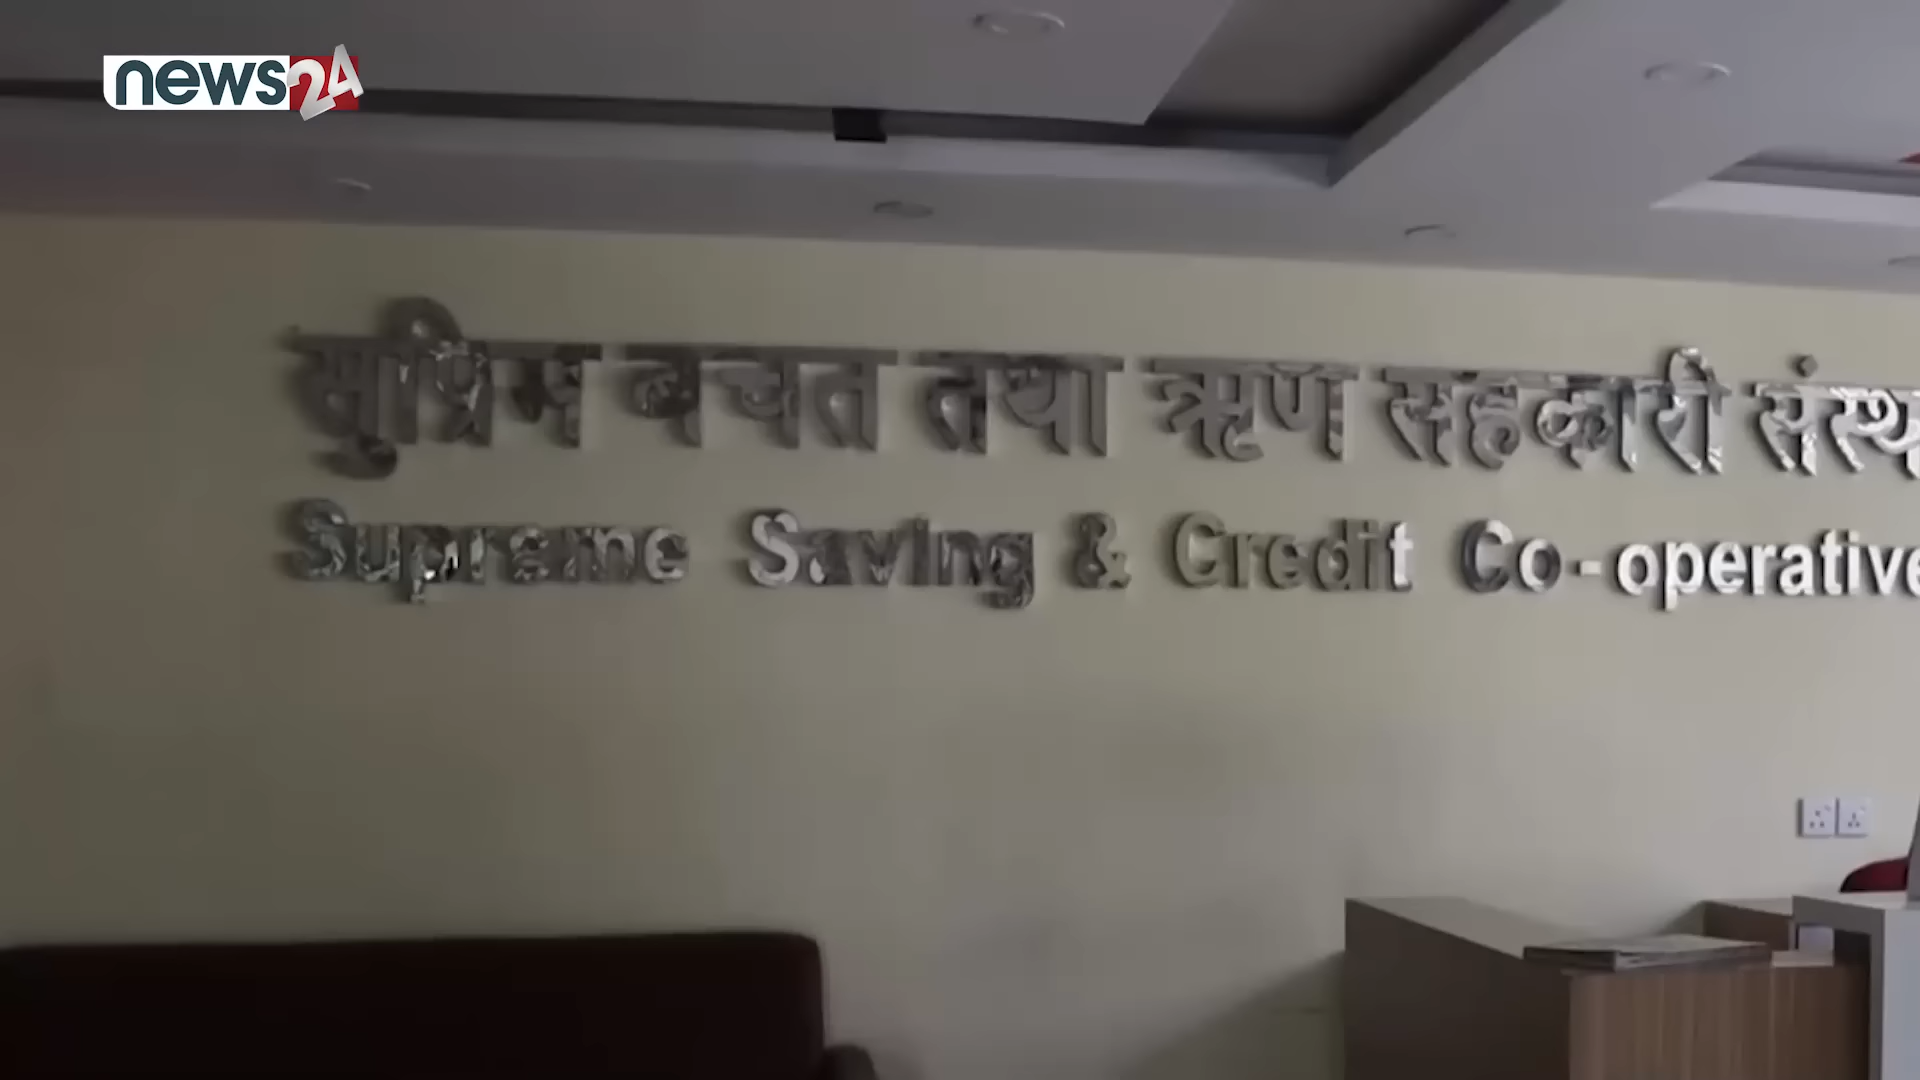 news24
सुप्रिम बचत तथा ऋण सहकारी
Supreme Saving & Credit Co-operative